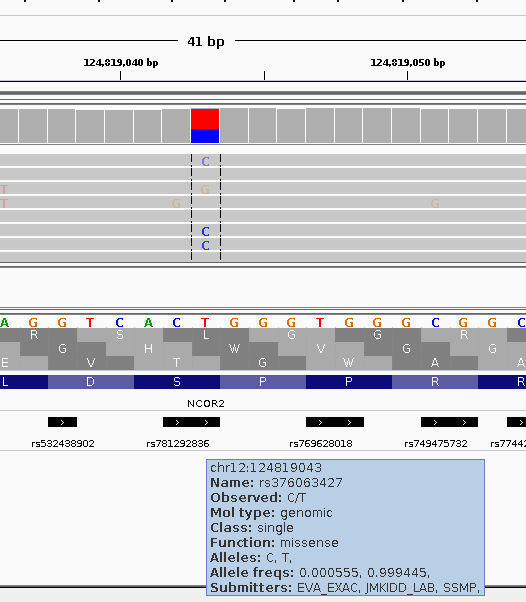 41 bp
124,819,040 bp 124,819,050 bp
C
T G
T G G
C
C
A G G T C A C T G G G T G G G C G G C
R S L G G R
G H W V G G
E V T G W A A
L D S P P R R
NCOR2
rs532438902 rs781292836 rs769628018 rs749475732 rs7744
chr12:124819043
Name: rs376063427
Observed: C/T
Mol type: genomic
Class: single
Function: missense
Alleles: C, T,
Allele freqs: 0.000555, 0.999445,
Submitters: EVA_EXAC, JMKIDD_LAB, SSMP,